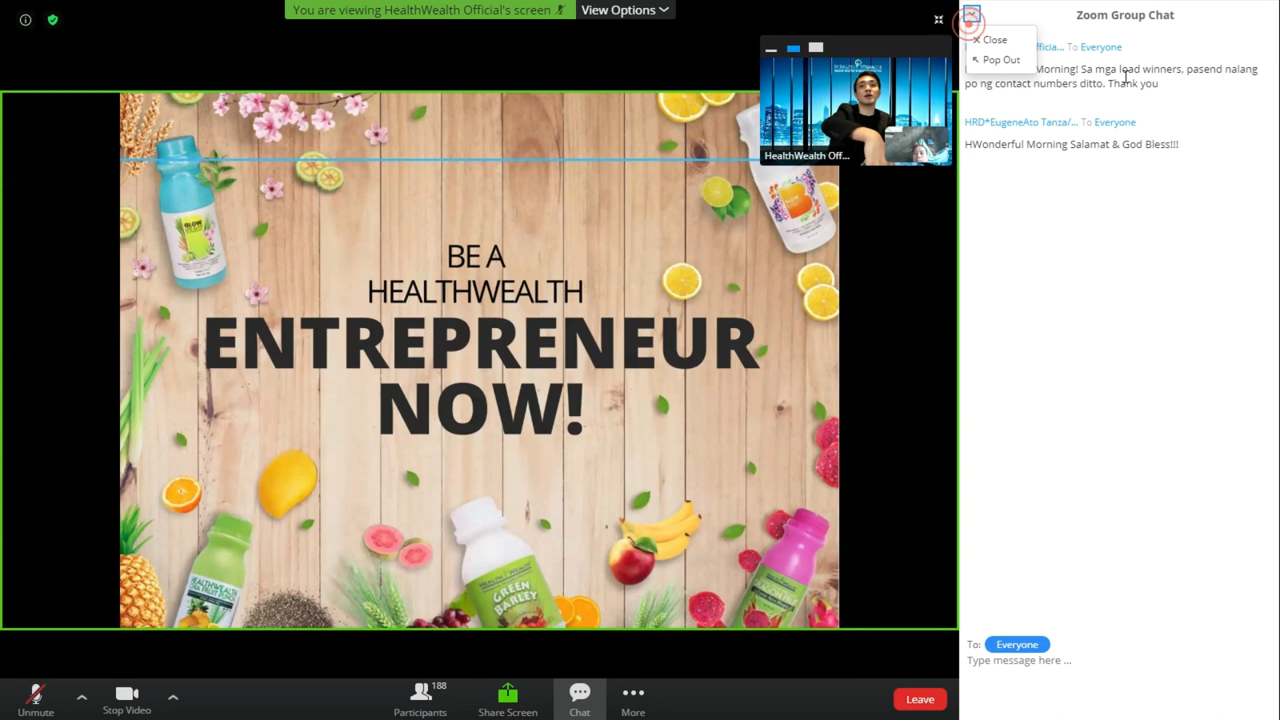 You are viewing HealthWealth Official's screen
View Options
Zoom Group Chat
Close
Pop Out
To Everyone
Morning! Sa mga load winners, pasend nalang
po ng contact numbers ditto. Thank you
HRD*EugeneAto Tanza/... To Everyone
HWonderful Morning Salamat & God Bless!!!
HealthWealth Off...
BE A
HEALTHWEALTH
ENTREPRENEUR
NOW!
GLOW
B
HEALTHWEALTH
GREEN
BARLEY
To: Everyone
Type message here ...
Unmute
Stop Video
188
Participants
Share Screen
Chat
More
Leave